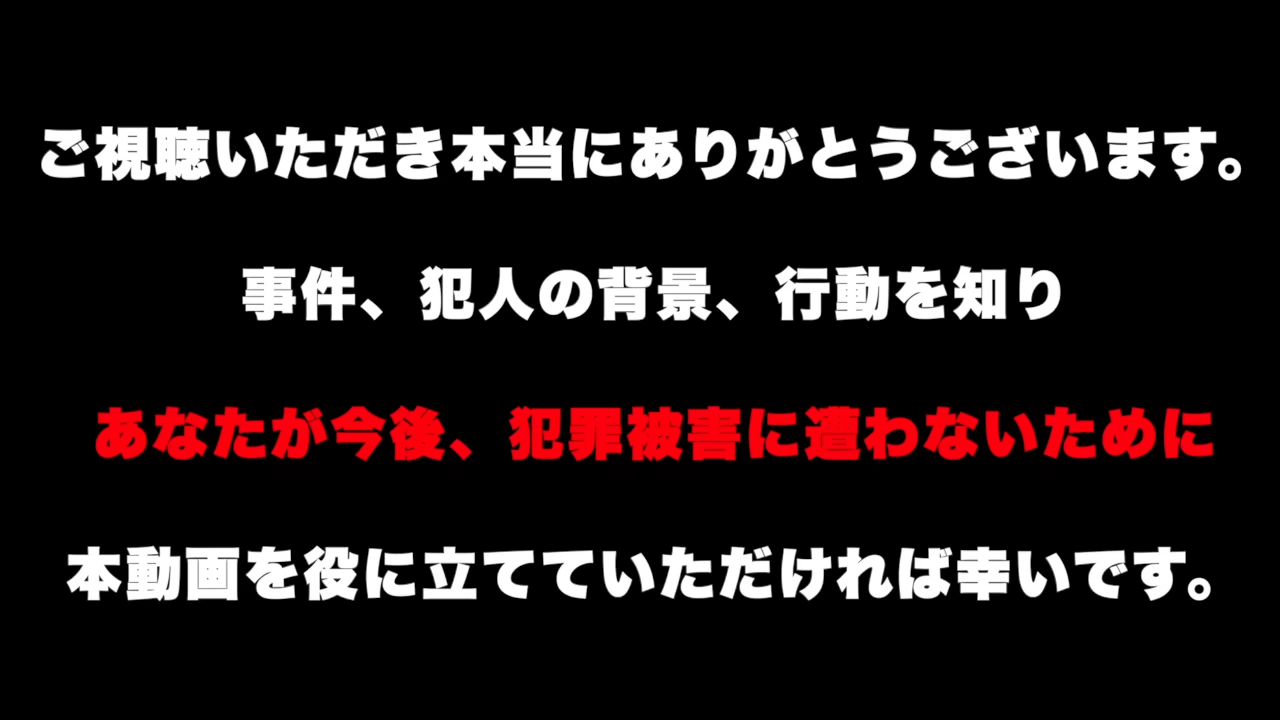 ご視聴いただき本当にありがとうございます。
事件、犯人の背景、行動を知り
あなたが今後、犯罪被害に遭わないために
本動画を役に立てていただければ幸いです。